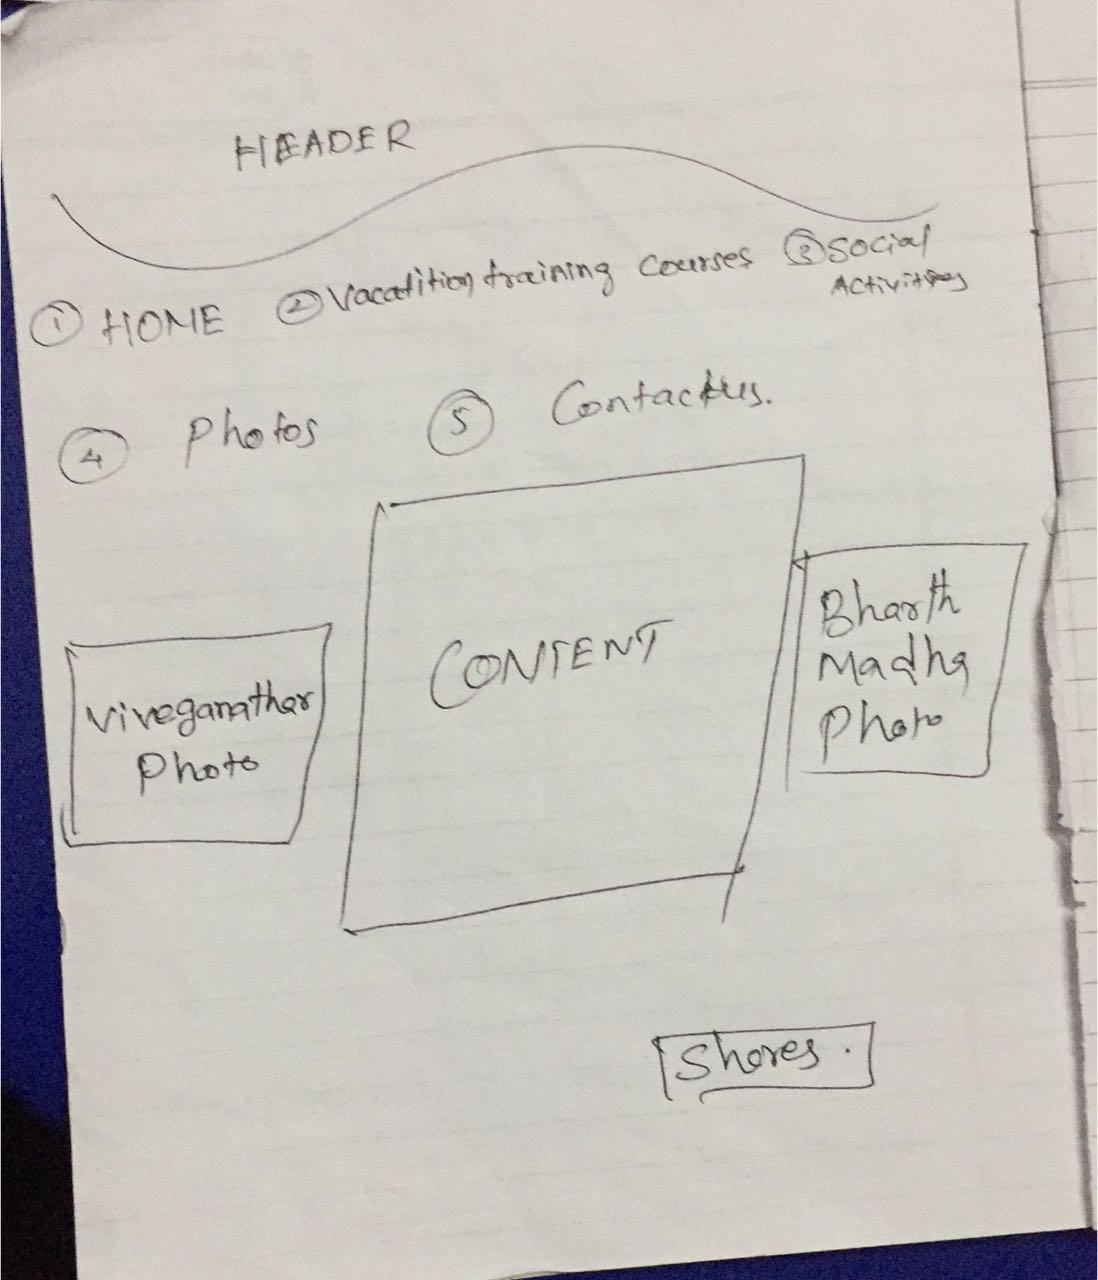 HEADER
① HOME ② Vacatition training Courses ③ Social
Activities
④ Photos ⑤ Contactus.
CONTENT
Bharth
Madha
Photo
Viveganathar
Photo
Shares.